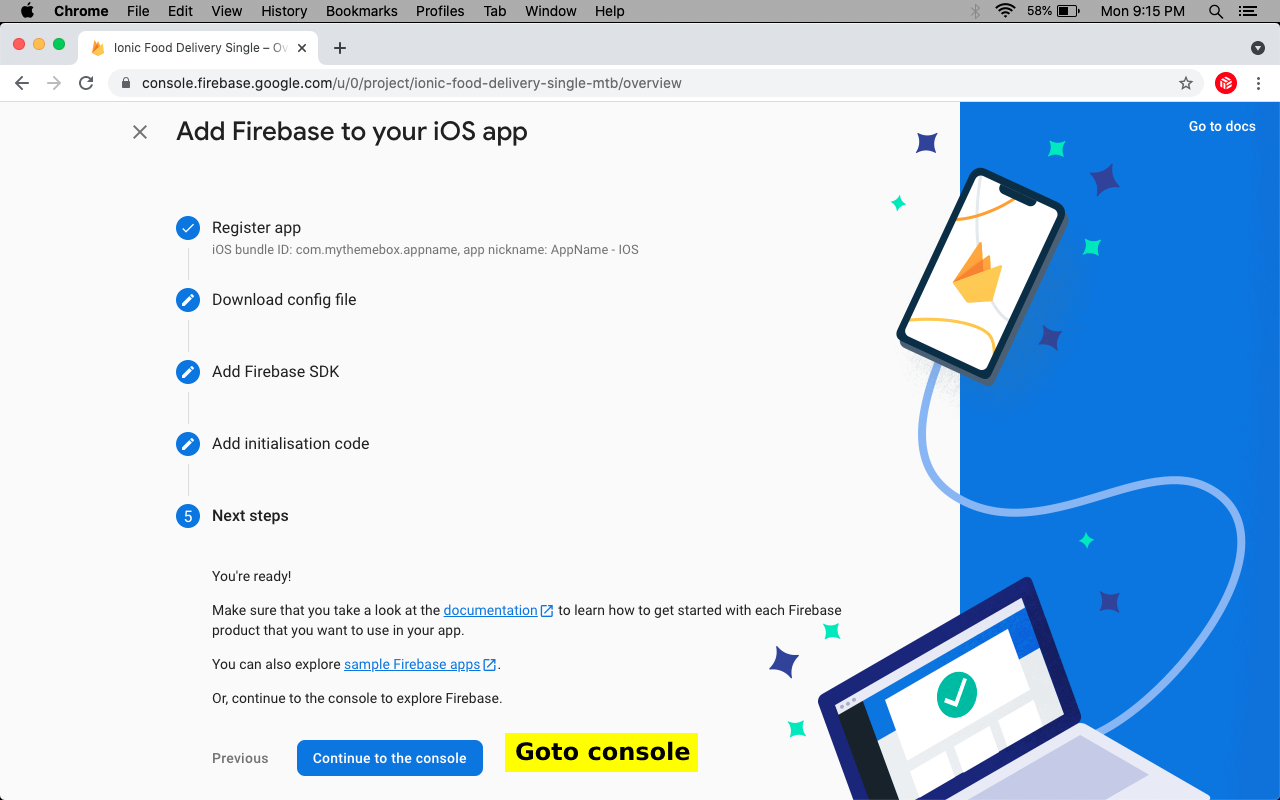 Chrome File Edit View History Bookmarks Profiles Tab Window Help 58% Mon 9:15 PM
Ionic Food Delivery Single – Ov
console.firebase.google.com/u/0/project/ionic-food-delivery-single-mtb/overview
Add Firebase to your iOS app
Go to docs
Register app
iOS bundle ID: com.mythemebox.appname, app nickname: AppName - IOS
Download config file
Add Firebase SDK
Add initialisation code
5 Next steps
You're ready!
Make sure that you take a look at the documentation to learn how to get started with each Firebase
product that you want to use in your app.
You can also explore sample Firebase apps.
Or, continue to the console to explore Firebase.
Previous Continue to the console Goto console